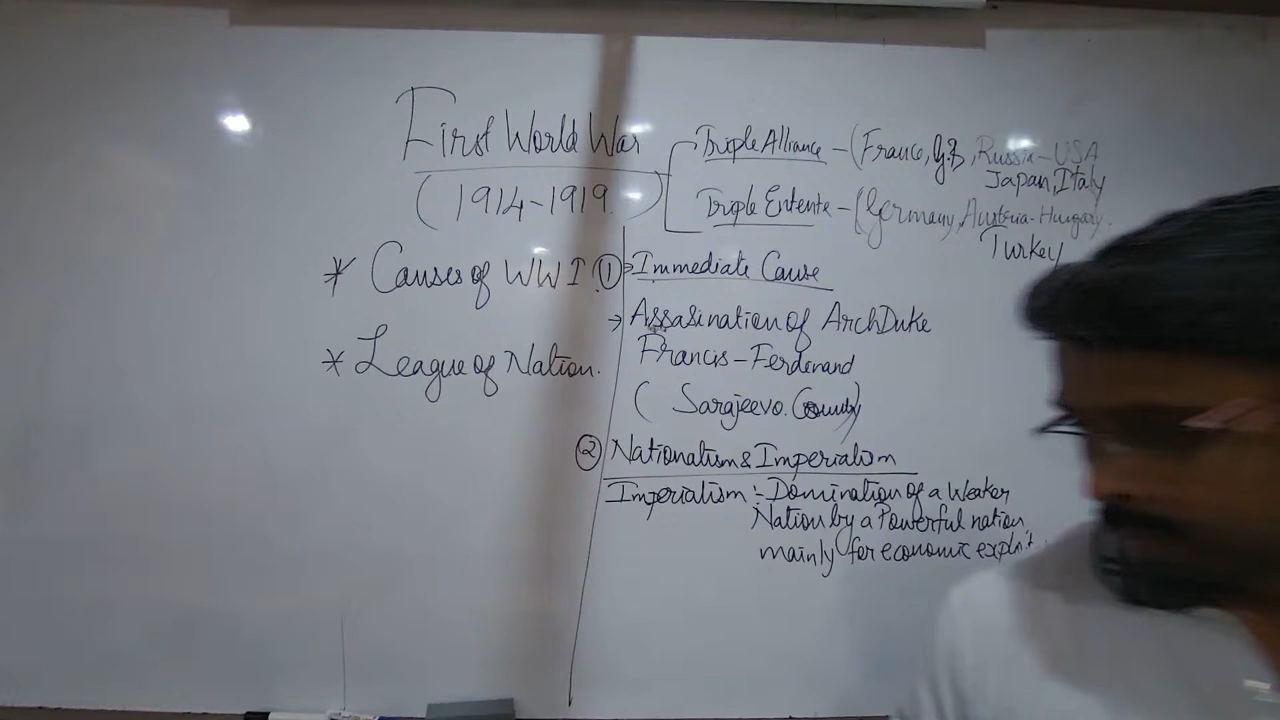 First World War
(1914-1919)
Triple Alliance - (France, G.B, Russia - USA
Japan, Italy
Triple Entente - (Germany, Austria-Hungary.
Turkey
* Causes of WWI
* League of Nation.
① → Immediate Cause
→ Assasination of ArchDuke
Francis - Ferdenand
( Sarajeevo.
② Nationalism & Imperialism
Imperialism :- Domination of a Weaker
Nation by a Powerful nation,
mainly for economic